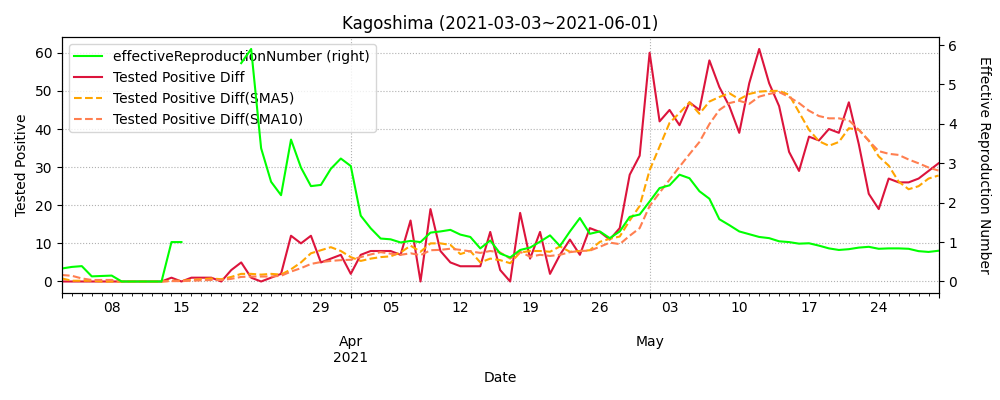 Kagoshima (2021-03-03~2021-06-01)
effectiveReproductionNumber (right)
Tested Positive Diff
Tested Positive Diff(SMA5)
Tested Positive Diff(SMA10)
Tested Positive
60
50
40
30
20
10
0
6
5
4
3
2
1
0
Effective Reproduction Number
08 15 22 29 05 12 19 26 03 10 17 24
Apr May
2021
Date